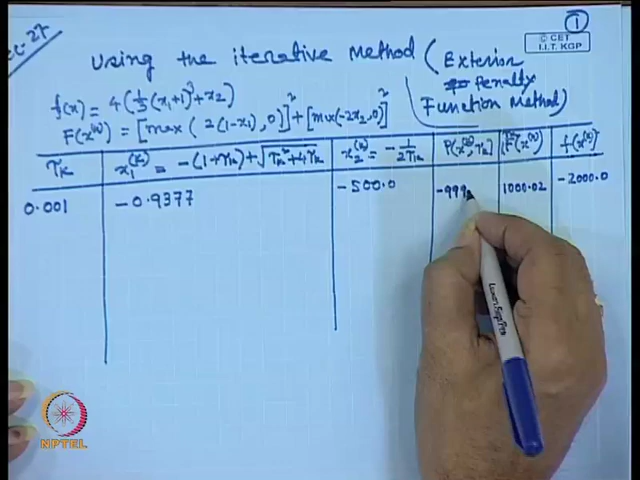 ec-27
1
© CET
I.I.T. KGP
Using the iterative method (Exterior
Penalty
Function Method)
f(x) = 4(1/3(x₁+1)³+x₂)
F(x⁽ᵏ⁾) = [max(2(1-x₁),0)]² + [max(-2x₂,0)]²
rₖ | x₁⁽ᵏ⁾ = -(1+rₖ)+√(rₖ²+4rₖ) | x₂⁽ᵏ⁾ = -1/2rₖ | P(x⁽ᵏ⁾,rₖ) | F(x⁽ᵏ⁾) | f(x⁽ᵏ⁾)
0.001 | -0.9377 | -500.0 | -999 | 1000.02 | -2000.0
NPTEL